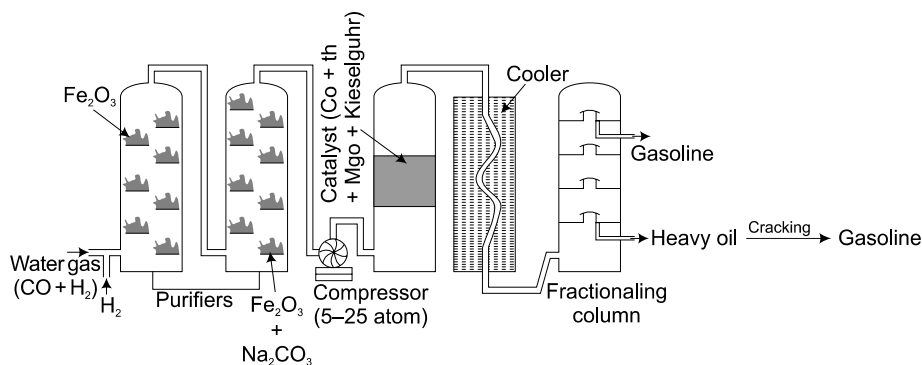 Fe₂O₃
Water gas
(CO + H₂)
H₂
Purifiers
Fe₂O₃
+
Na₂CO₃
Catalyst (Co + th
+ Mgo + Kieselguhr)
Compressor
(5–25 atom)
Cooler
Gasoline
Heavy oil
Cracking
Gasoline
Fractionaling
column